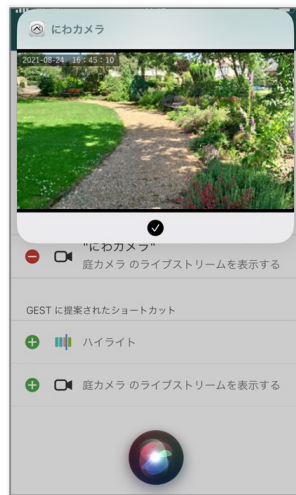 にわカメラ
2021-08-24 16:45:10
"にわカメラ"
庭カメラ のライブストリームを表示する
GEST に提案されたショートカット
ハイライト
庭カメラ のライブストリームを表示する